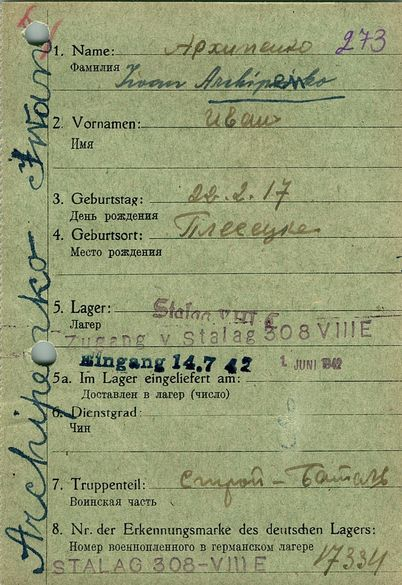 Archipenko Iwan
273
1. Name: Архипенко
Фамилия
Iwan Archipenko
2. Vornamen: Иван
Имя
3. Geburtstag: 22.2.17
День рождения
4. Geburtsort: Плесецке
Место рождения
5. Lager: Stalag VIII C
Лагерь
Zugang v. Stalag 308 VIII E
Eingang 14.7 42
1. JUNI 1942
5a. Im Lager eingeliefert am:
Доставлен в лагерь (число)
6. Dienstgrad:
Чин
7. Truppenteil: Строй-Баталь
Воинская часть
8. Nr. der Erkennungsmarke des deutschen Lagers:
Номер военнопленного в германском лагере
STALAG 308-VIII E
17334